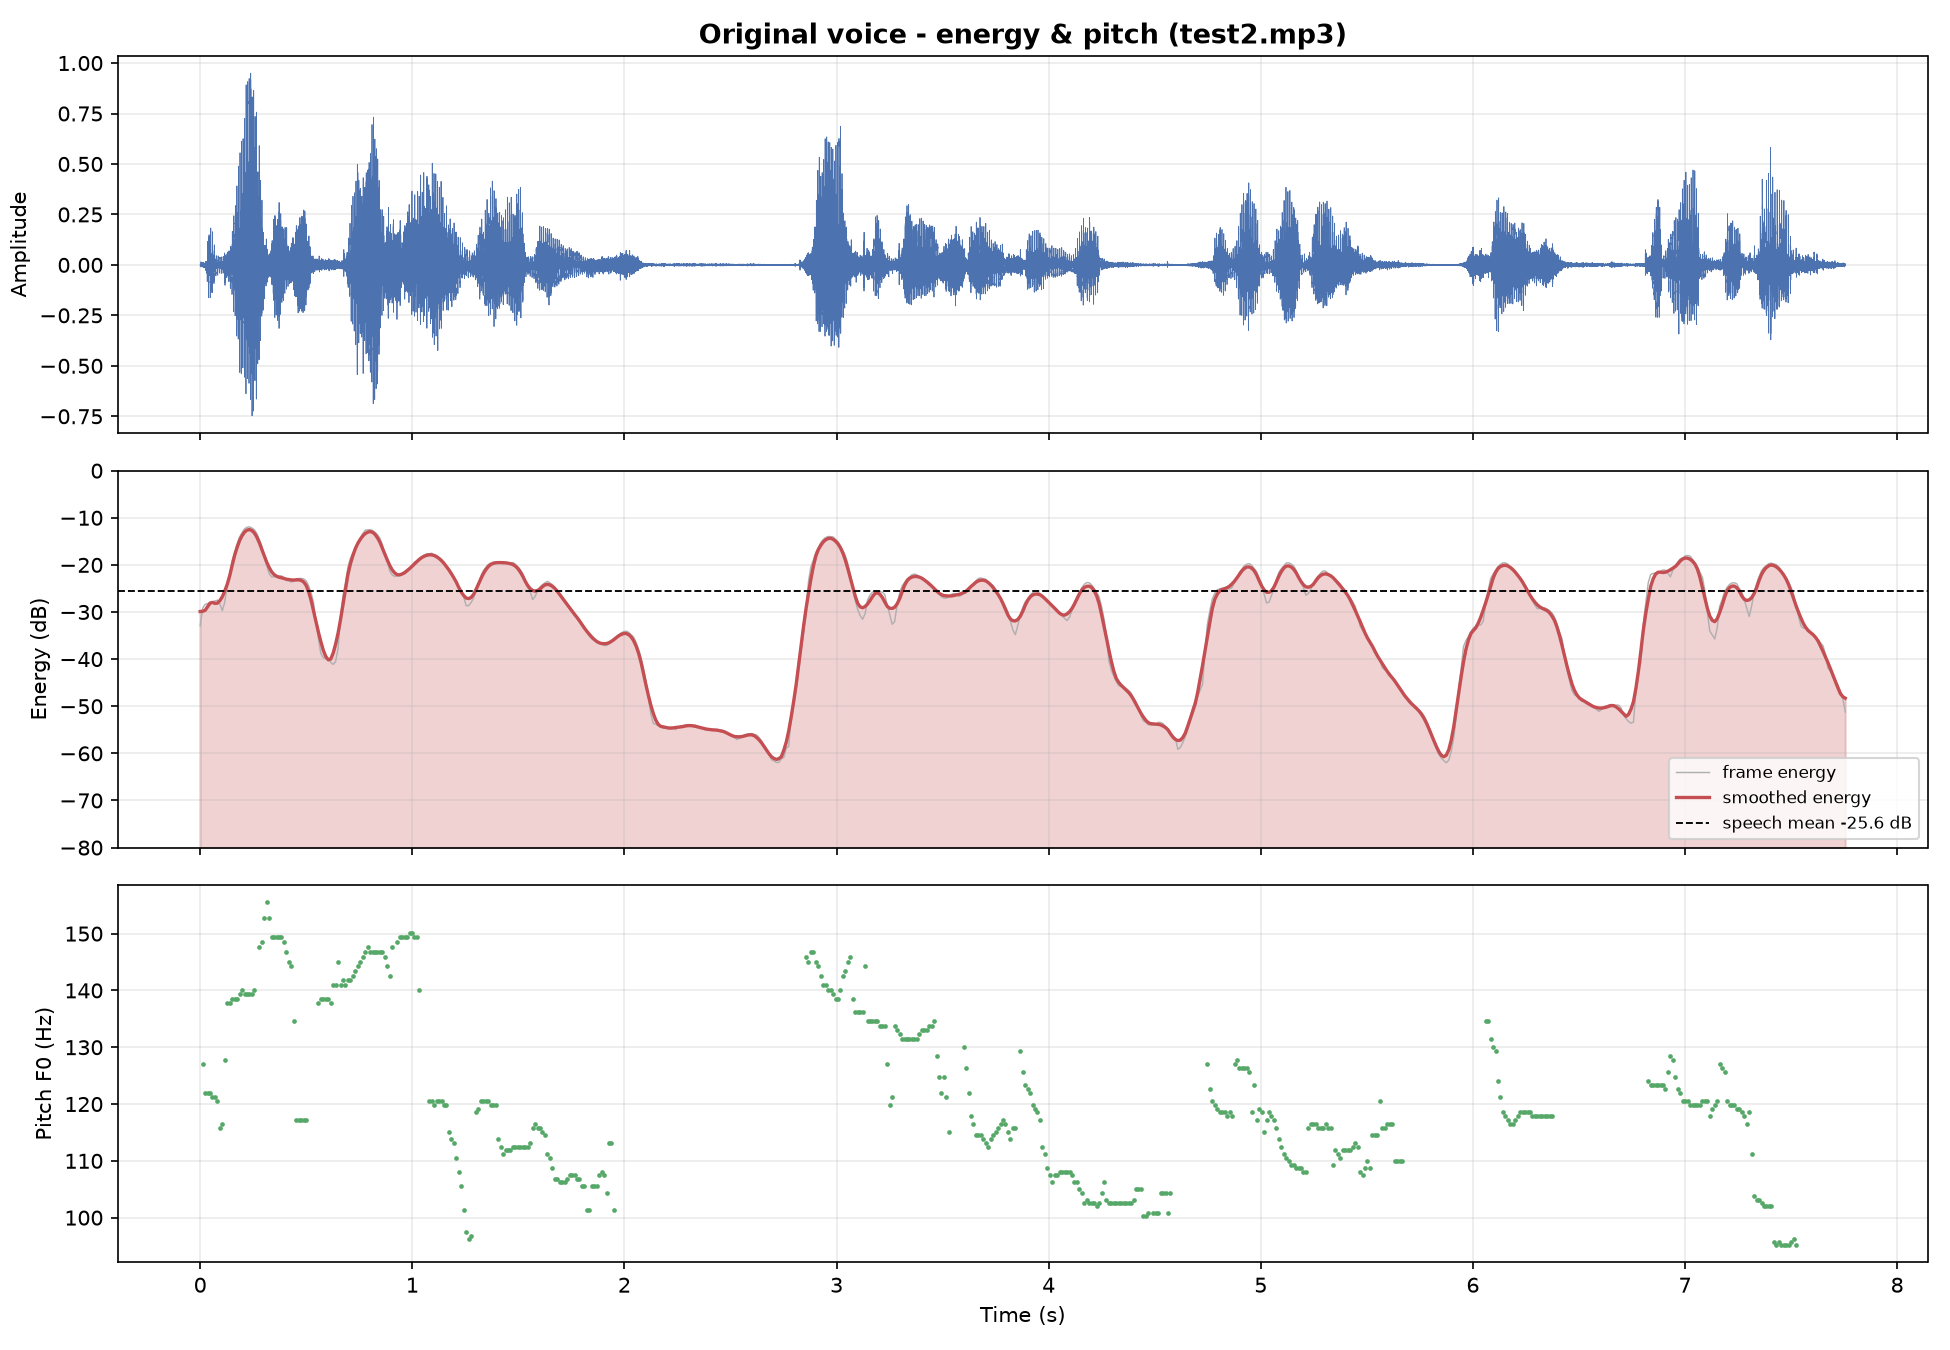 Original voice - energy & pitch (test2.mp3)
1.00
0.75
0.50
0.25
0.00
−0.25
−0.50
−0.75
Amplitude
0
−10
−20
−30
−40
−50
−60
−70
−80
Energy (dB)
frame energy
smoothed energy
speech mean -25.6 dB
150
140
130
120
110
100
Pitch F0 (Hz)
0 1 2 3 4 5 6 7 8
Time (s)